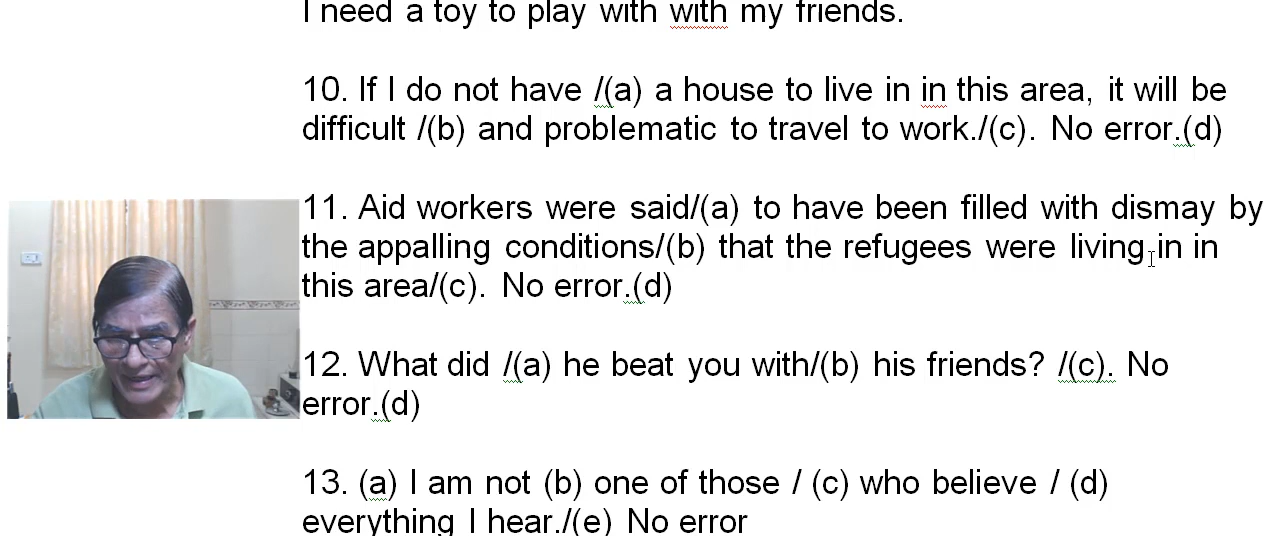 I need a toy to play with with my friends.
10. If I do not have /(a) a house to live in in this area, it will be
difficult /(b) and problematic to travel to work./(c). No error.(d)
11. Aid workers were said/(a) to have been filled with dismay by
the appalling conditions/(b) that the refugees were living in in
this area/(c). No error.(d)
12. What did /(a) he beat you with/(b) his friends? /(c). No
error.(d)
13. (a) I am not (b) one of those / (c) who believe / (d)
everything I hear./(e) No error